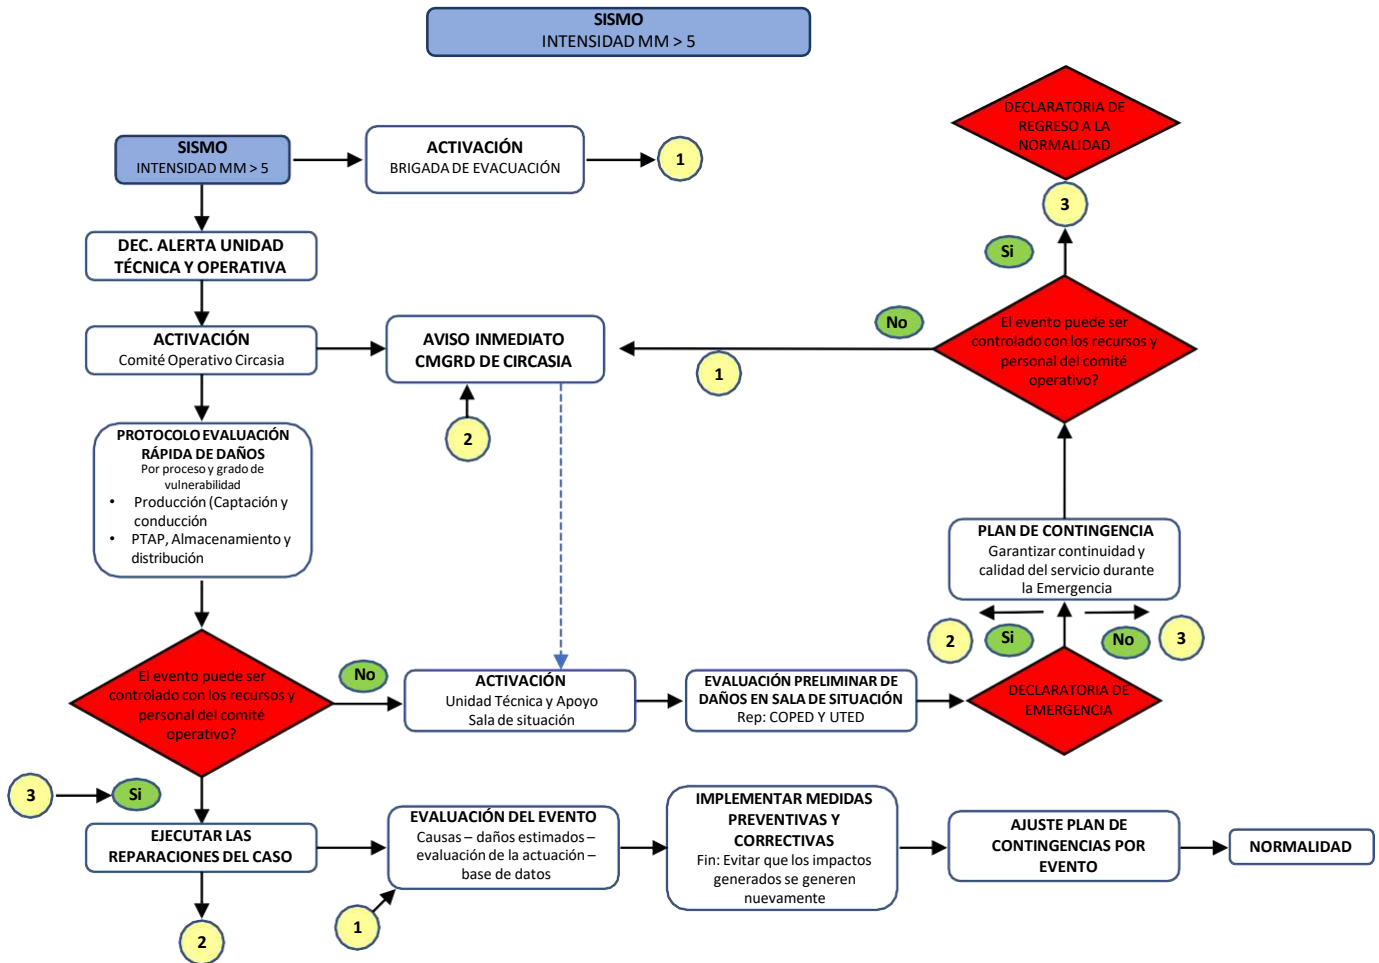 SISMO
INTENSIDAD MM > 5
DECLARATORIA DE
REGRESO A LA
NORMALIDAD
SISMO
INTENSIDAD MM > 5
ACTIVACIÓN
BRIGADA DE EVACUACIÓN
1
3
DEC. ALERTA UNIDAD
TÉCNICA Y OPERATIVA
Si
ACTIVACIÓN
Comité Operativo Circasia
AVISO INMEDIATO
CMGRD DE CIRCASIA
No
1
El evento puede ser
controlado con los recursos y
personal del comité
operativo?
2
PROTOCOLO EVALUACIÓN
RÁPIDA DE DAÑOS
Por proceso y grado de
vulnerabilidad
• Producción (Captación y
conducción
• PTAP, Almacenamiento y
distribución
PLAN DE CONTINGENCIA
Garantizar continuidad y
calidad del servicio durante
la Emergencia
2
Si
No
3
El evento puede ser
controlado con los recursos y
personal del comité
operativo?
No
ACTIVACIÓN
Unidad Técnica y Apoyo
Sala de situación
EVALUACIÓN PRELIMINAR DE
DAÑOS EN SALA DE SITUACIÓN
Rep: COPED Y UTED
DECLARATORIA DE
EMERGENCIA
3
Si
EJECUTAR LAS
REPARACIONES DEL CASO
EVALUACIÓN DEL EVENTO
Causas – daños estimados –
evaluación de la actuación –
base de datos
IMPLEMENTAR MEDIDAS
PREVENTIVAS Y
CORRECTIVAS
Fin: Evitar que los impactos
generados se generen
nuevamente
AJUSTE PLAN DE
CONTINGENCIAS POR
EVENTO
NORMALIDAD
1
2